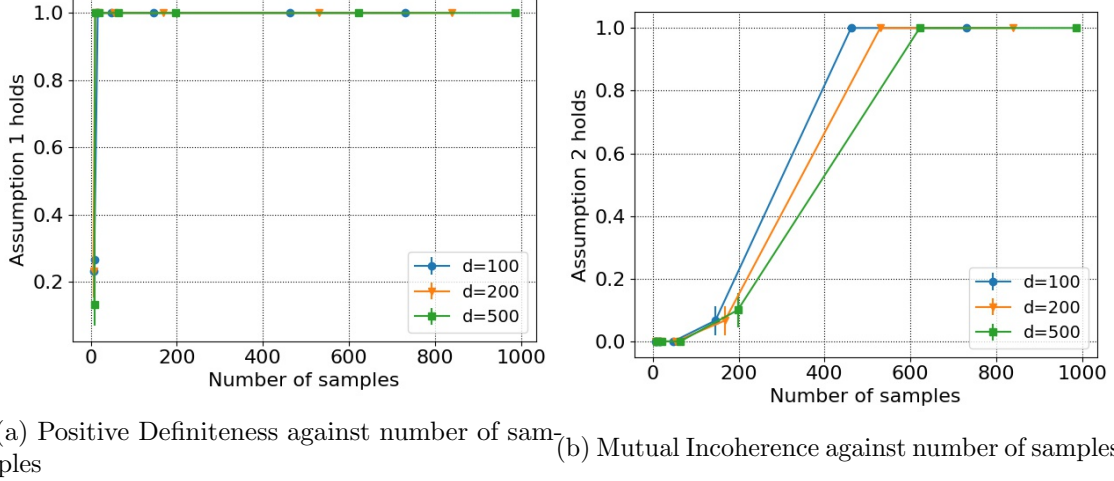 1.0
0.8
0.6
0.4
0.2
Assumption 1 holds
d=100
d=200
d=500
0 200 400 600 800 1000
Number of samples
(a) Positive Definiteness against number of sam-
ples
1.0
0.8
0.6
0.4
0.2
0.0
Assumption 2 holds
d=100
d=200
d=500
0 200 400 600 800 1000
Number of samples
(b) Mutual Incoherence against number of samples